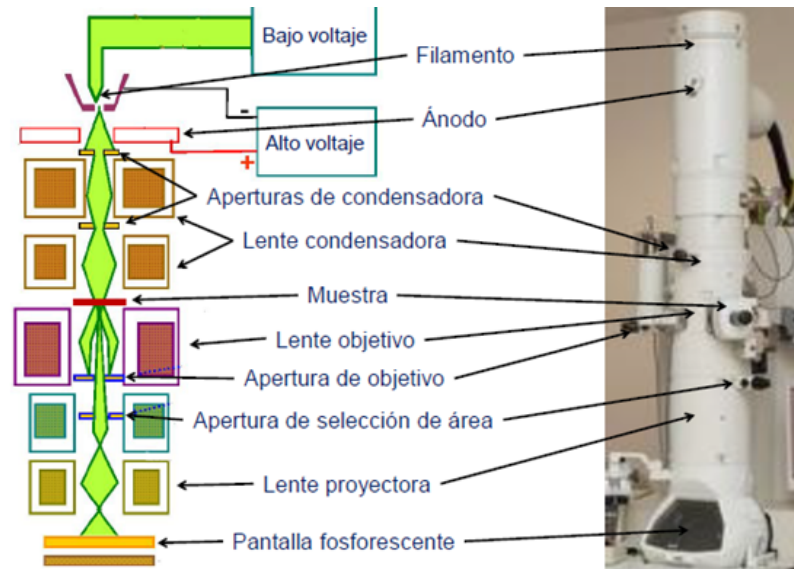 Bajo voltaje
Filamento
-
Ánodo
Alto voltaje
+
Aperturas de condensadora
Lente condensadora
Muestra
Lente objetivo
Apertura de objetivo
Apertura de selección de área
Lente proyectora
Pantalla fosforescente